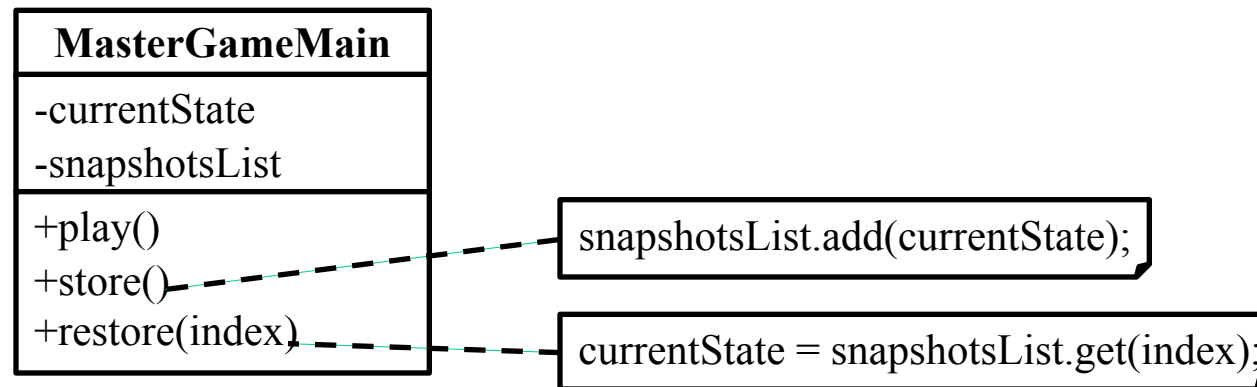 MasterGameMain
-currentState
-snapshotsList
+play()
+store()
+restore(index)
snapshotsList.add(currentState);
currentState = snapshotsList.get(index);